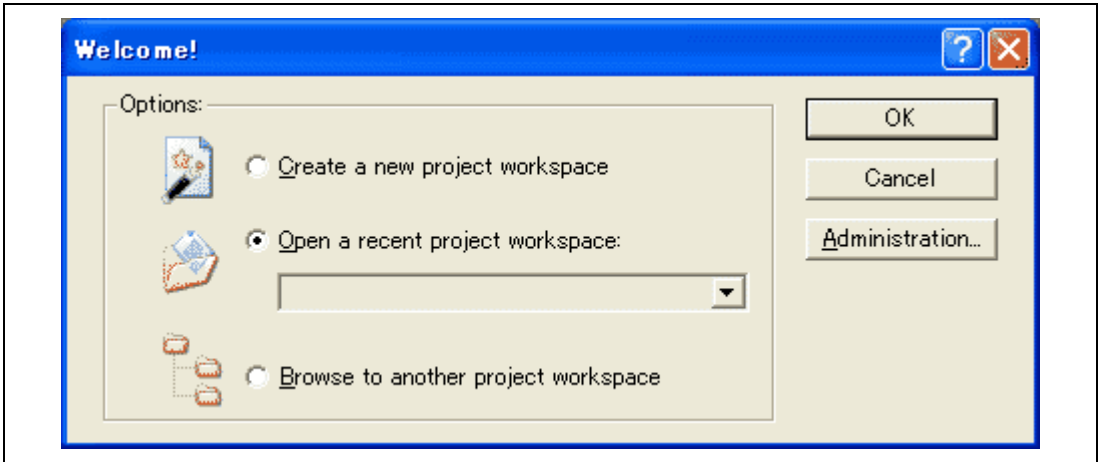 Welcome!
Options:
Create a new project workspace
Open a recent project workspace:
Browse to another project workspace
OK
Cancel
Administration...